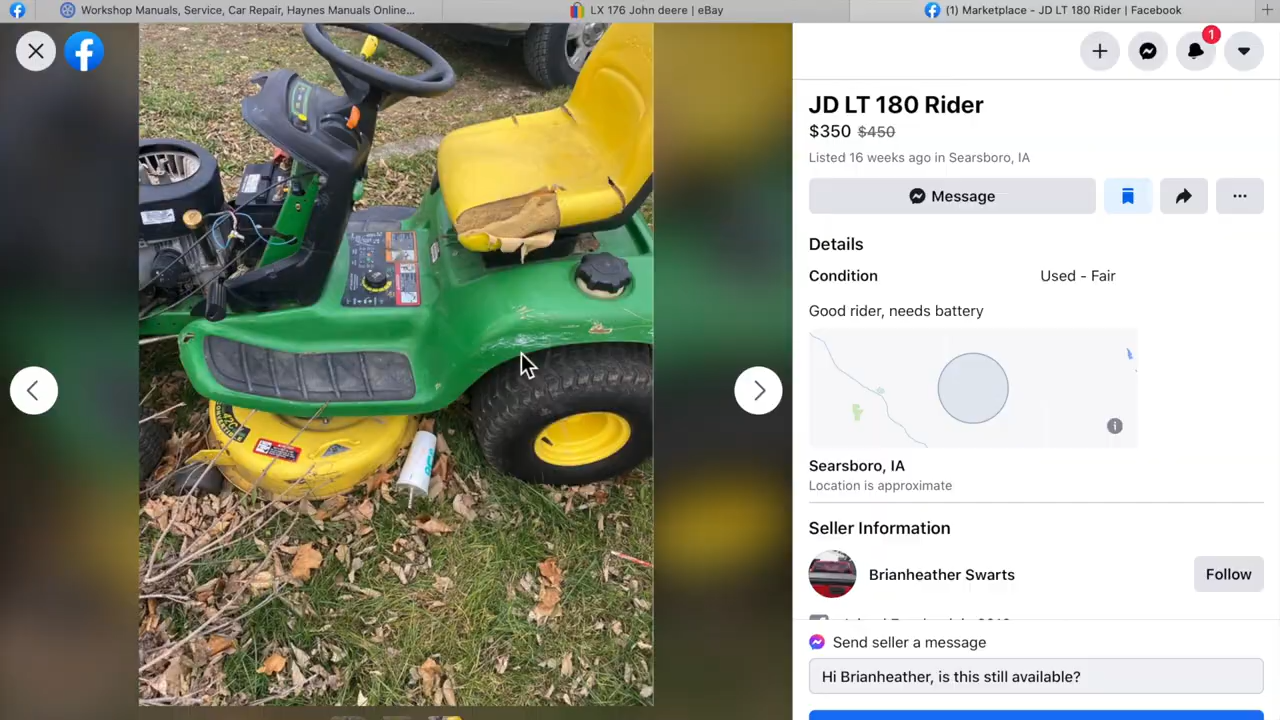 Workshop Manuals, Service, Car Repair, Haynes Manuals Online...
LX 176 John deere | eBay
(1) Marketplace - JD LT 180 Rider | Facebook
1
JD LT 180 Rider
$350 $450
Listed 16 weeks ago in Searsboro, IA
Message
Details
Condition Used - Fair
Good rider, needs battery
Searsboro, IA
Location is approximate
Seller Information
Brianheather Swarts
Follow
Send seller a message
Hi Brianheather, is this still available?